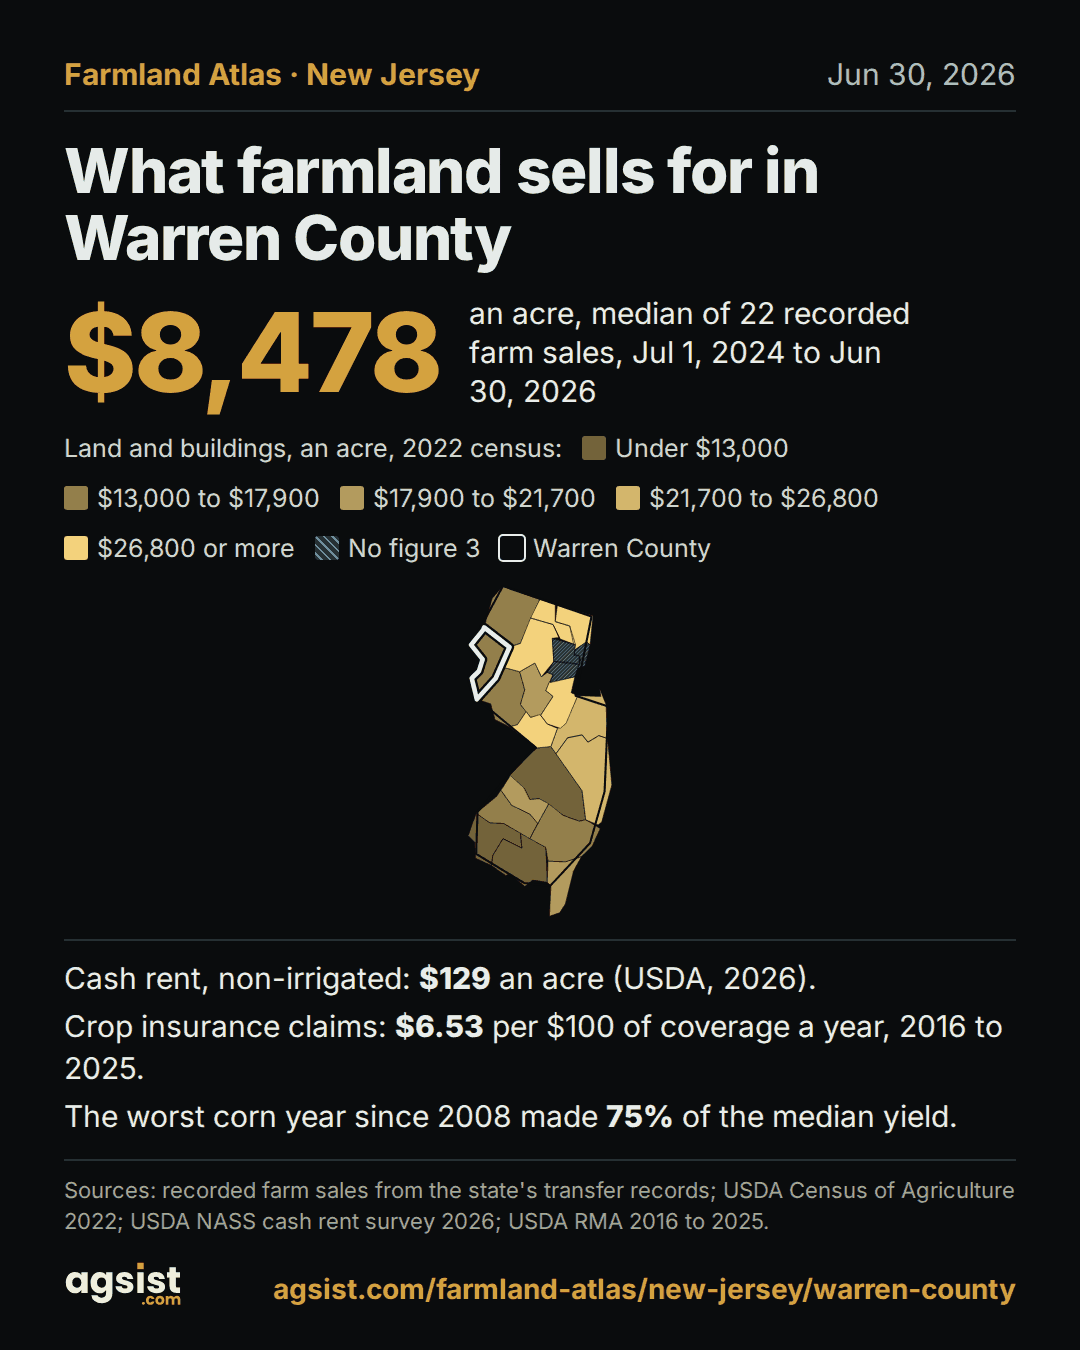 Farmland Atlas · New Jersey
Jun 30, 2026
What farmland sells for in
Warren County
$8,478
an acre, median of 22 recorded
farm sales, Jul 1, 2024 to Jun
30, 2026
Land and buildings, an acre, 2022 census: Under $13,000
$13,000 to $17,900 $17,900 to $21,700 $21,700 to $26,800
$26,800 or more No figure 3 Warren County
Cash rent, non-irrigated: $129 an acre (USDA, 2026).
Crop insurance claims: $6.53 per $100 of coverage a year, 2016 to
2025.
The worst corn year since 2008 made 75% of the median yield.
Sources: recorded farm sales from the state's transfer records; USDA Census of Agriculture
2022; USDA NASS cash rent survey 2026; USDA RMA 2016 to 2025.
agsist
.com
agsist.com/farmland-atlas/new-jersey/warren-county